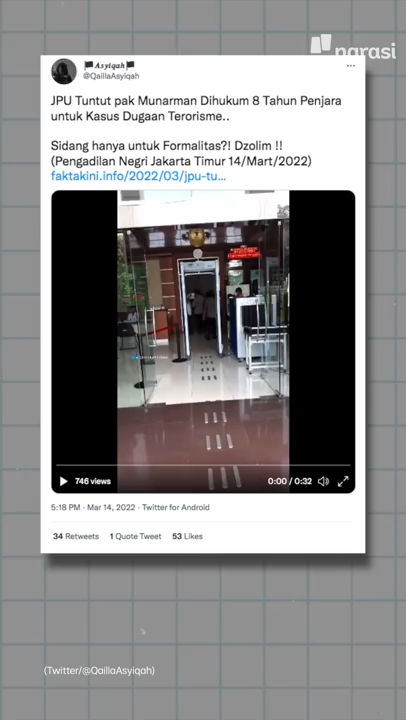 narasi
Asyiqah
@QaillaAsyiqah
JPU Tuntut pak Munarman Dihukum 8 Tahun Penjara
untuk Kasus Dugaan Terorisme..
Sidang hanya untuk Formalitas?! Dzolim !!
(Pengadilan Negri Jakarta Timur 14/Mart/2022)
faktakini.info/2022/03/jpu-tu...
746 views
0:00 / 0:32
5:18 PM · Mar 14, 2022 · Twitter for Android
34 Retweets 1 Quote Tweet 53 Likes
(Twitter/@QaillaAsyiqah)